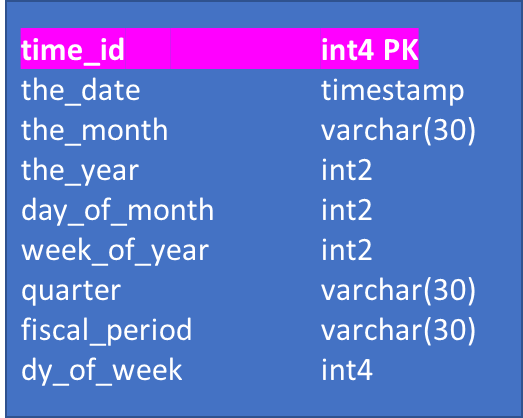 time_id int4 PK
the_date timestamp
the_month varchar(30)
the_year int2
day_of_month int2
week_of_year int2
quarter varchar(30)
fiscal_period varchar(30)
dy_of_week int4